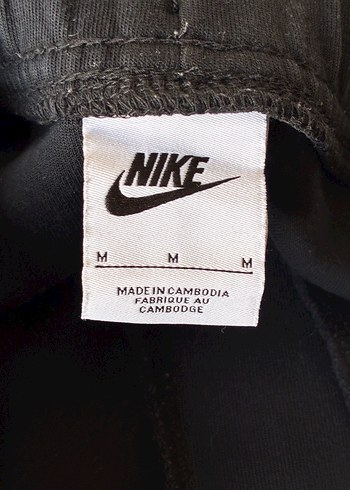 NIKE
M M M
MADE IN CAMBODIA
FABRIQUE AU
CAMBODGE